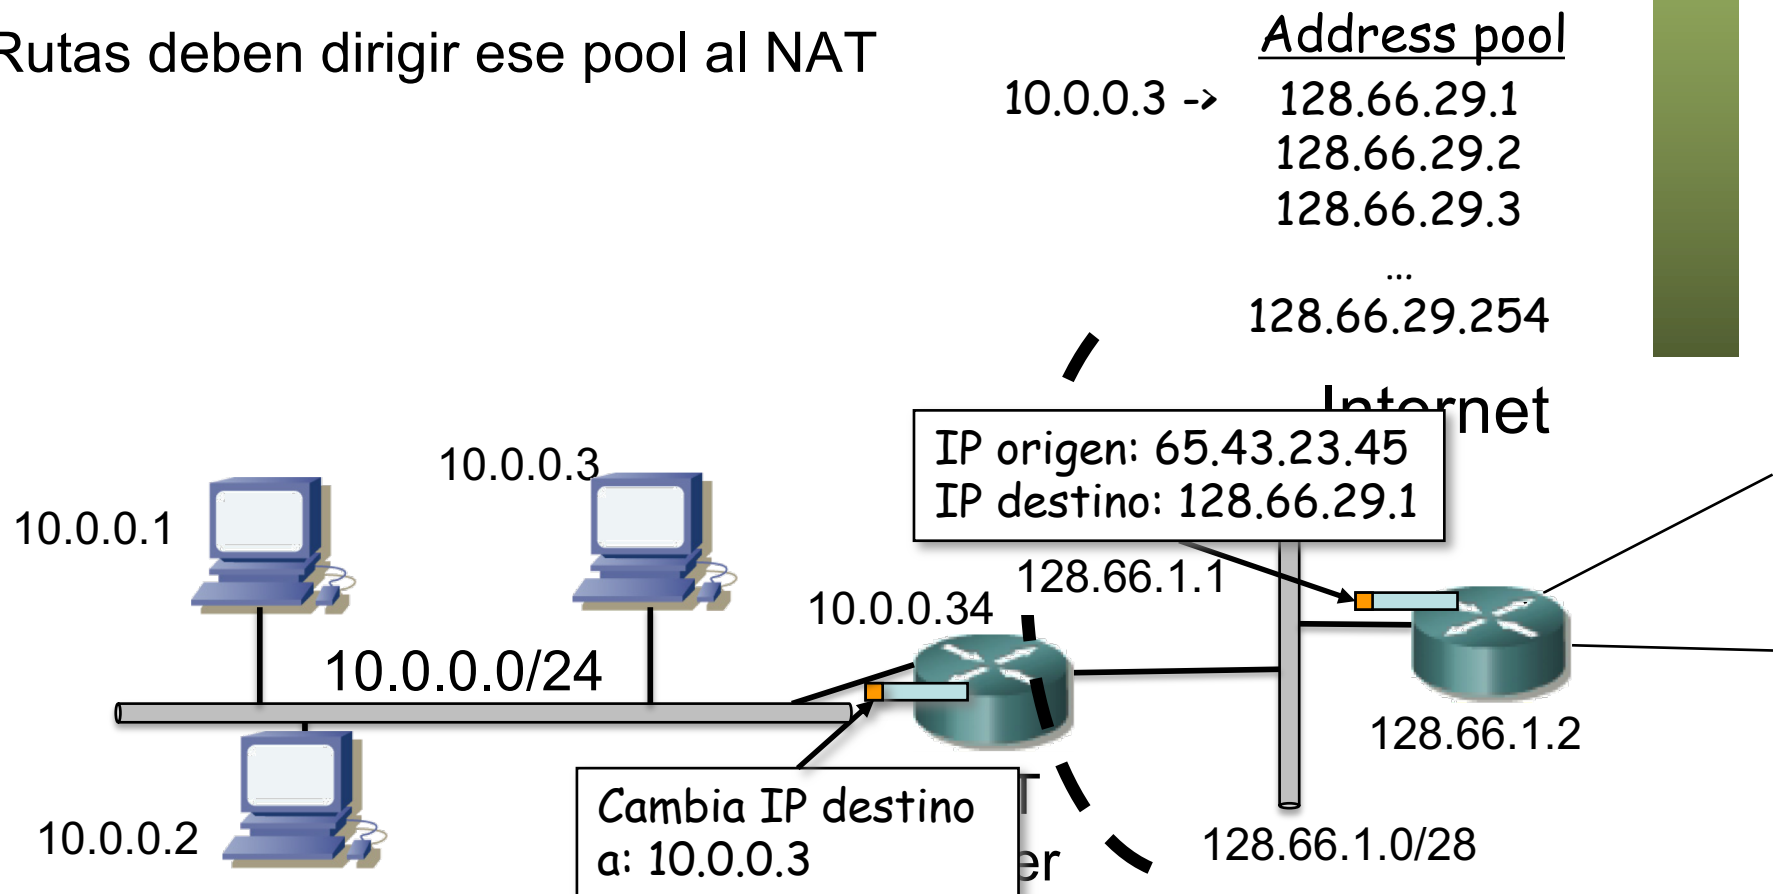 Rutas deben dirigir ese pool al NAT
Address pool
10.0.0.3 -> 128.66.29.1
128.66.29.2
128.66.29.3
...
128.66.29.254
Internet
IP origen: 65.43.23.45
IP destino: 128.66.29.1
10.0.0.3
10.0.0.1
128.66.1.1
10.0.0.34
10.0.0.0/24
128.66.1.2
Cambia IP destino
a: 10.0.0.3
10.0.0.2
128.66.1.0/28